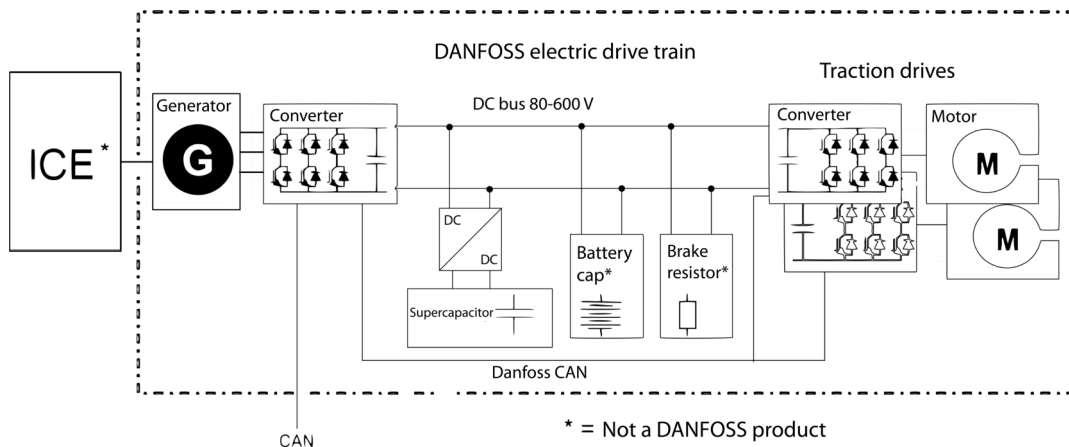 DANFOSS electric drive train
Traction drives
ICE*
Generator
G
Converter
DC bus 80-600 V
Converter
Motor
M
M
DC
DC
Supercapacitor
Battery
cap*
Brake
resistor*
Danfoss CAN
CAN
* = Not a DANFOSS product